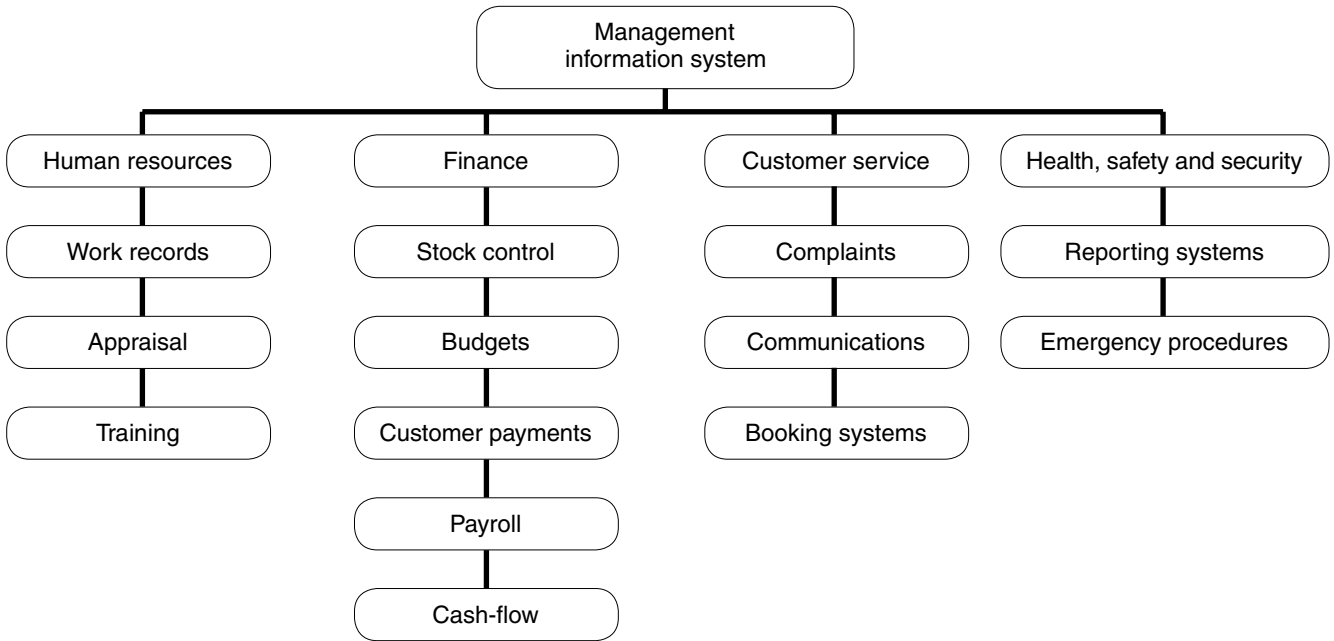 Management
information system
Human resources
Finance
Customer service
Health, safety and security
Work records
Stock control
Complaints
Reporting systems
Appraisal
Budgets
Communications
Emergency procedures
Training
Customer payments
Booking systems
Payroll
Cash-flow